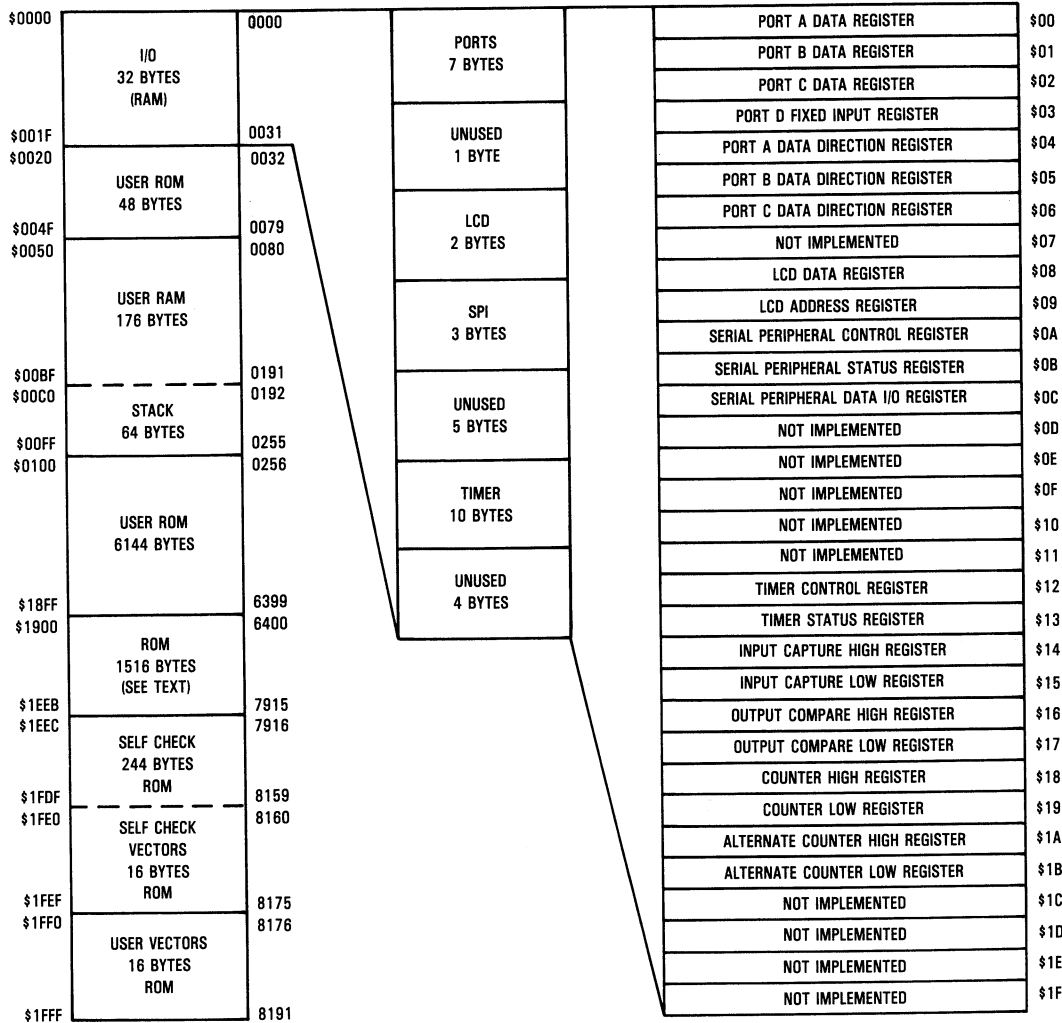 $0000
0000
I/O
32 BYTES
(RAM)
$001F
0031
$0020
0032
USER ROM
48 BYTES
$004F
0079
$0050
0080
USER RAM
176 BYTES
$00BF
0191
$00C0
0192
STACK
64 BYTES
$00FF
0255
$0100
0256
USER ROM
6144 BYTES
$18FF
6399
$1900
6400
ROM
1516 BYTES
(SEE TEXT)
$1EEB
7915
$1EEC
7916
SELF CHECK
244 BYTES
ROM
$1FDF
8159
$1FE0
8160
SELF CHECK
VECTORS
16 BYTES
ROM
$1FEF
8175
$1FF0
8176
USER VECTORS
16 BYTES
ROM
$1FFF
8191
PORTS
7 BYTES
UNUSED
1 BYTE
LCD
2 BYTES
SPI
3 BYTES
UNUSED
5 BYTES
TIMER
10 BYTES
UNUSED
4 BYTES
PORT A DATA REGISTER $00
PORT B DATA REGISTER $01
PORT C DATA REGISTER $02
PORT D FIXED INPUT REGISTER $03
PORT A DATA DIRECTION REGISTER $04
PORT B DATA DIRECTION REGISTER $05
PORT C DATA DIRECTION REGISTER $06
NOT IMPLEMENTED $07
LCD DATA REGISTER $08
LCD ADDRESS REGISTER $09
SERIAL PERIPHERAL CONTROL REGISTER $0A
SERIAL PERIPHERAL STATUS REGISTER $0B
SERIAL PERIPHERAL DATA I/O REGISTER $0C
NOT IMPLEMENTED $0D
NOT IMPLEMENTED $0E
NOT IMPLEMENTED $0F
NOT IMPLEMENTED $10
NOT IMPLEMENTED $11
TIMER CONTROL REGISTER $12
TIMER STATUS REGISTER $13
INPUT CAPTURE HIGH REGISTER $14
INPUT CAPTURE LOW REGISTER $15
OUTPUT COMPARE HIGH REGISTER $16
OUTPUT COMPARE LOW REGISTER $17
COUNTER HIGH REGISTER $18
COUNTER LOW REGISTER $19
ALTERNATE COUNTER HIGH REGISTER $1A
ALTERNATE COUNTER LOW REGISTER $1B
NOT IMPLEMENTED $1C
NOT IMPLEMENTED $1D
NOT IMPLEMENTED $1E
NOT IMPLEMENTED $1F